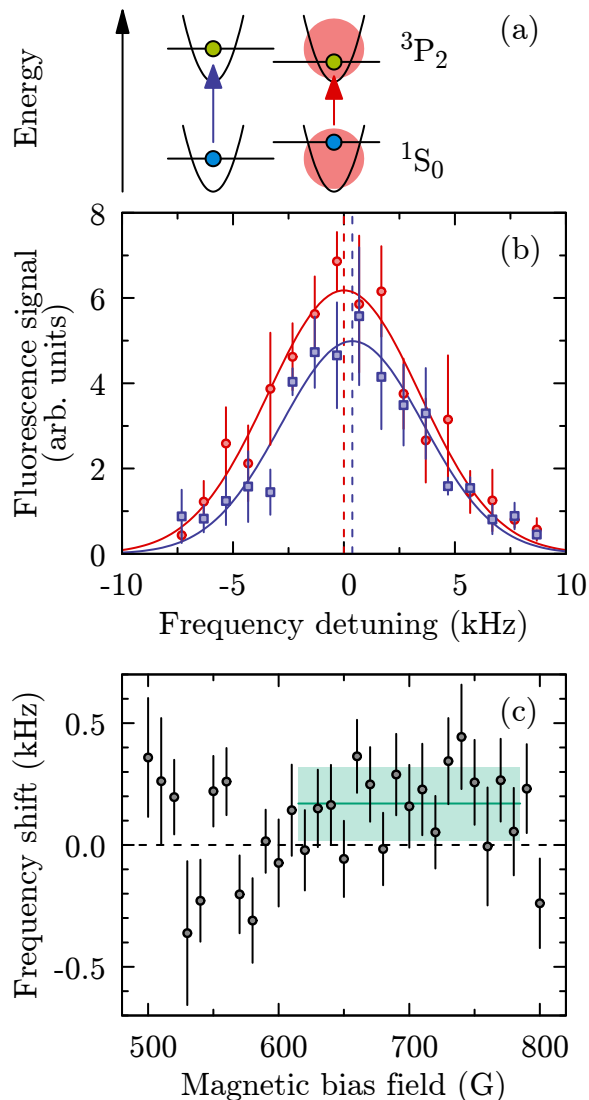 (a)
Energy
³P₂
¹S₀
(b)
Fluorescence signal
(arb. units)
8
6
4
2
0
-10 -5 0 5 10
Frequency detuning (kHz)
(c)
Frequency shift (kHz)
0.5
0.0
-0.5
500 600 700 800
Magnetic bias field (G)